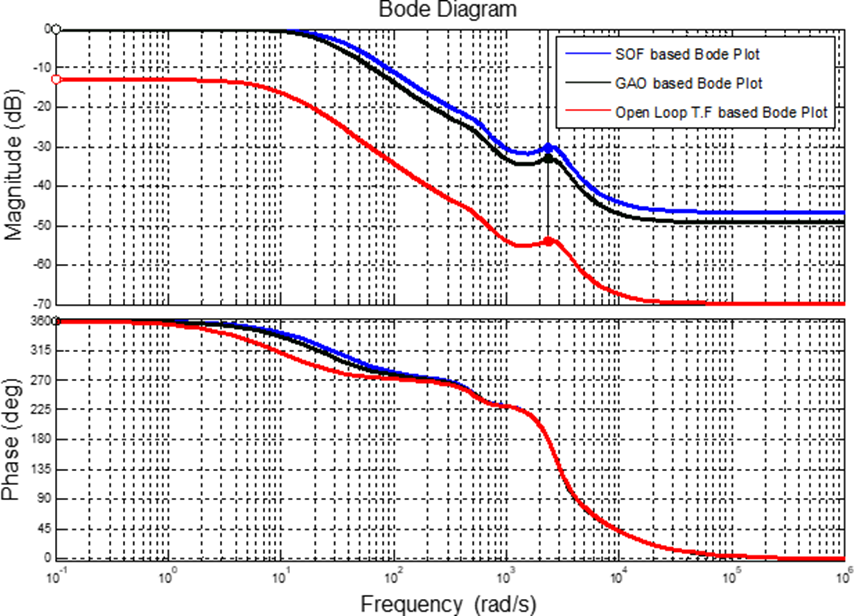 Bode Diagram
SOF based Bode Plot
GAO based Bode Plot
Open Loop T.F based Bode Plot
Magnitude (dB)
0
-10
-20
-30
-40
-50
-60
-70
Phase (deg)
360
315
270
225
180
135
90
45
0
10^-1 10^0 10^1 10^2 10^3 10^4 10^5 10^6
Frequency (rad/s)